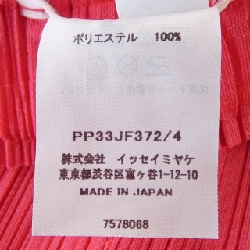 ポリエステル 100%
PP33JF372/4
株式会社 イッセイミヤケ
東京都渋谷区富ヶ谷1-12-10
MADE IN JAPAN
7578068